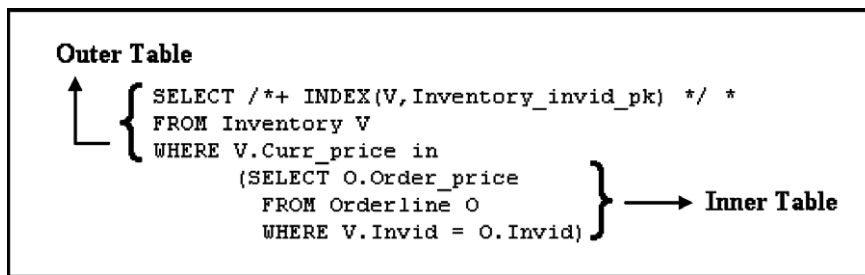 Outer Table
SELECT /*+ INDEX(V,Inventory_invid_pk) */ *
FROM Inventory V
WHERE V.Curr_price in
(SELECT O.Order_price
FROM Orderline O
WHERE V.Invid = O.Invid)
Inner Table